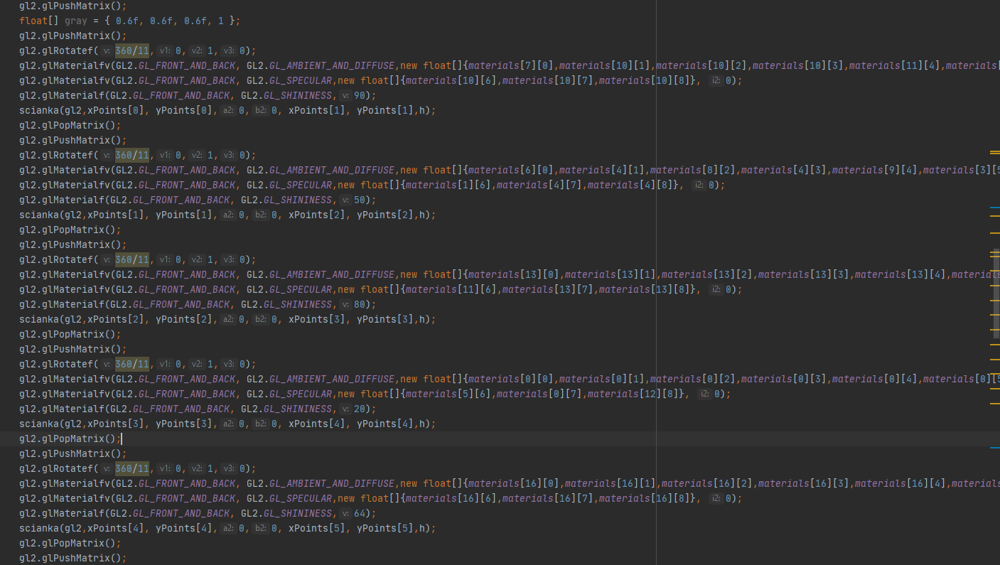 gl2.glPushMatrix();
float[] gray = { 0.6f, 0.6f, 0.6f, 1 };
gl2.glPushMatrix();
gl2.glRotatef( v: 360/11, v1: 0, v2: 1, v3: 0);
gl2.glMaterialfv(GL2.GL_FRONT_AND_BACK, GL2.GL_AMBIENT_AND_DIFFUSE,new float[]{materials[7][0],materials[10][1],materials[10][2],materials[10][3],materials[11][4],materials[
gl2.glMaterialfv(GL2.GL_FRONT_AND_BACK, GL2.GL_SPECULAR,new float[]{materials[10][6],materials[10][7],materials[10][8]}, i2: 0);
gl2.glMaterialf(GL2.GL_FRONT_AND_BACK, GL2.GL_SHININESS, v: 90);
scianka(gl2,xPoints[0], yPoints[0], a2: 0, b2: 0, xPoints[1], yPoints[1],h);
gl2.glPopMatrix();
gl2.glPushMatrix();
gl2.glRotatef( v: 360/11, v1: 0, v2: 1, v3: 0);
gl2.glMaterialfv(GL2.GL_FRONT_AND_BACK, GL2.GL_AMBIENT_AND_DIFFUSE,new float[]{materials[6][0],materials[4][1],materials[8][2],materials[4][3],materials[9][4],materials[3][5
gl2.glMaterialfv(GL2.GL_FRONT_AND_BACK, GL2.GL_SPECULAR,new float[]{materials[1][6],materials[4][7],materials[4][8]}, i2: 0);
gl2.glMaterialf(GL2.GL_FRONT_AND_BACK, GL2.GL_SHININESS, v: 50);
scianka(gl2,xPoints[1], yPoints[1], a2: 0, b2: 0, xPoints[2], yPoints[2],h);
gl2.glPopMatrix();
gl2.glPushMatrix();
gl2.glRotatef( v: 360/11, v1: 0, v2: 1, v3: 0);
gl2.glMaterialfv(GL2.GL_FRONT_AND_BACK, GL2.GL_AMBIENT_AND_DIFFUSE,new float[]{materials[13][0],materials[13][1],materials[13][2],materials[13][3],materials[13][4],materials
gl2.glMaterialfv(GL2.GL_FRONT_AND_BACK, GL2.GL_SPECULAR,new float[]{materials[11][6],materials[13][7],materials[13][8]}, i2: 0);
gl2.glMaterialf(GL2.GL_FRONT_AND_BACK, GL2.GL_SHININESS, v: 80);
scianka(gl2,xPoints[2], yPoints[2], a2: 0, b2: 0, xPoints[3], yPoints[3],h);
gl2.glPopMatrix();
gl2.glPushMatrix();
gl2.glRotatef( v: 360/11, v1: 0, v2: 1, v3: 0);
gl2.glMaterialfv(GL2.GL_FRONT_AND_BACK, GL2.GL_AMBIENT_AND_DIFFUSE,new float[]{materials[0][0],materials[0][1],materials[0][2],materials[0][3],materials[0][4],materials[0][5
gl2.glMaterialfv(GL2.GL_FRONT_AND_BACK, GL2.GL_SPECULAR,new float[]{materials[5][6],materials[0][7],materials[12][8]}, i2: 0);
gl2.glMaterialf(GL2.GL_FRONT_AND_BACK, GL2.GL_SHININESS, v: 20);
scianka(gl2,xPoints[3], yPoints[3], a2: 0, b2: 0, xPoints[4], yPoints[4],h);
gl2.glPopMatrix();
gl2.glPushMatrix();
gl2.glRotatef( v: 360/11, v1: 0, v2: 1, v3: 0);
gl2.glMaterialfv(GL2.GL_FRONT_AND_BACK, GL2.GL_AMBIENT_AND_DIFFUSE,new float[]{materials[16][0],materials[16][1],materials[16][2],materials[16][3],materials[16][4],materials
gl2.glMaterialfv(GL2.GL_FRONT_AND_BACK, GL2.GL_SPECULAR,new float[]{materials[16][6],materials[16][7],materials[16][8]}, i2: 0);
gl2.glMaterialf(GL2.GL_FRONT_AND_BACK, GL2.GL_SHININESS, v: 64);
scianka(gl2,xPoints[4], yPoints[4], a2: 0, b2: 0, xPoints[5], yPoints[5],h);
gl2.glPopMatrix();
gl2.glPushMatrix();